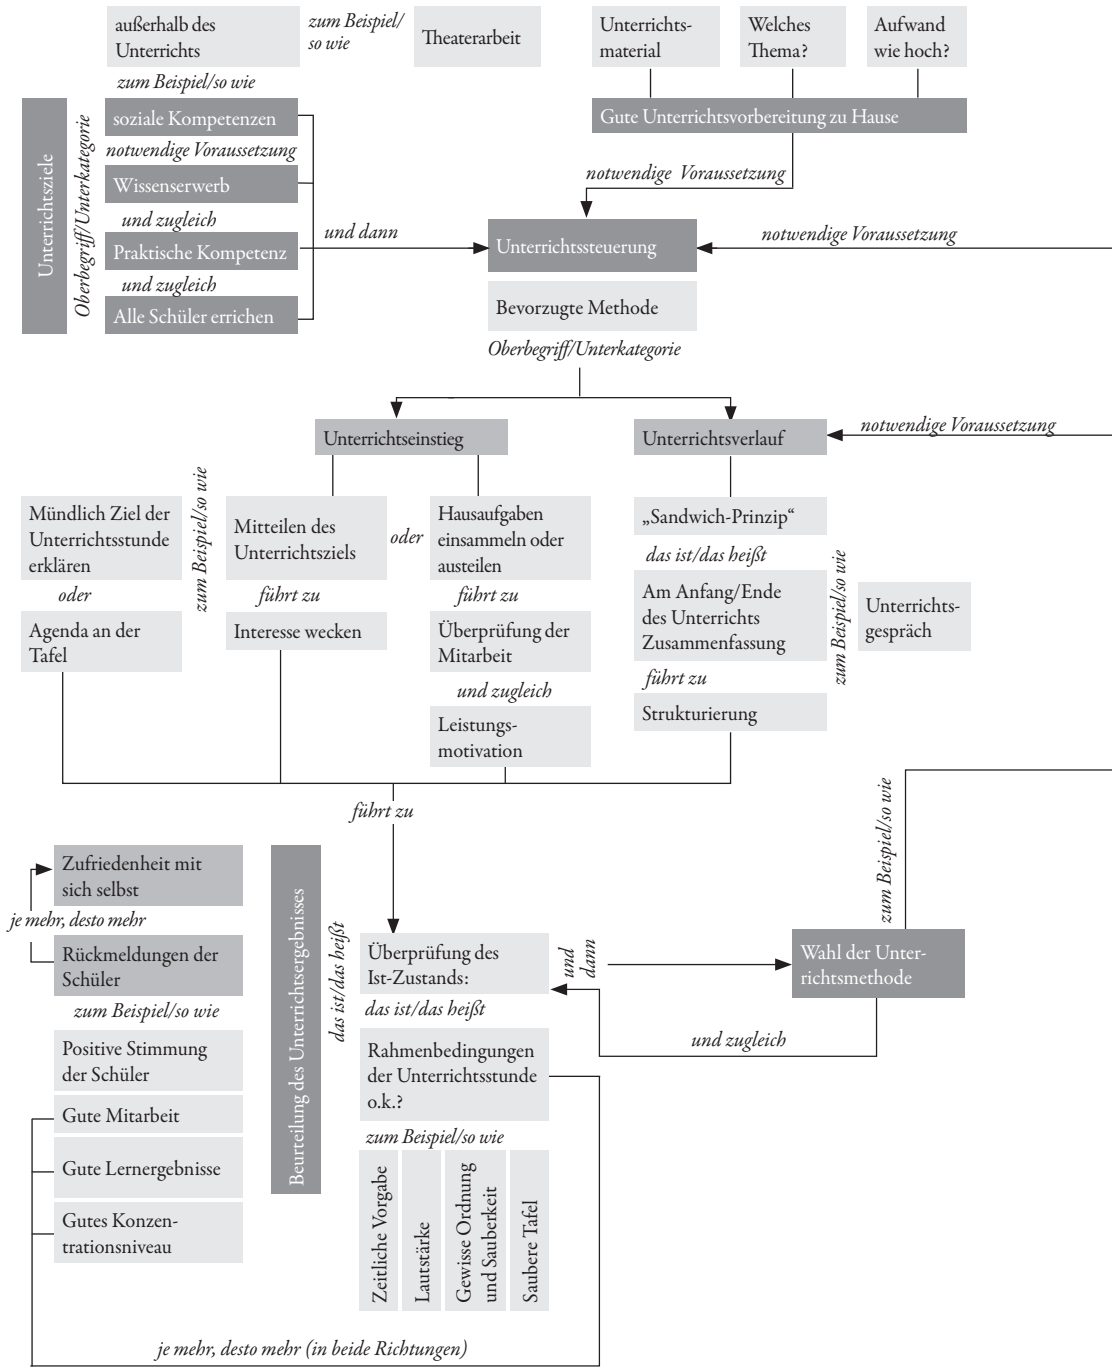 außerhalb des
Unterrichts
zum Beispiel/
so wie
Theaterarbeit
Unterrichts-
material
Welches
Thema?
Aufwand
wie hoch?
zum Beispiel/so wie
Gute Unterrichtsvorbereitung zu Hause
Unterrichtsziele
Oberbegriff/Unterkategorie
soziale Kompetenzen
notwendige Voraussetzung
Wissenserwerb
und zugleich
Praktische Kompetenz
und zugleich
Alle Schüler errichen
und dann
notwendige Voraussetzung
Unterrichtssteuerung
notwendige Voraussetzung
Bevorzugte Methode
Oberbegriff/Unterkategorie
Unterrichtseinstieg
Unterrichtsverlauf
notwendige Voraussetzung
Mündlich Ziel der
Unterrichtsstunde
erklären
oder
Agenda an der
Tafel
zum Beispiel/so wie
Mitteilen des
Unterrichtsziels
führt zu
Interesse wecken
oder
Hausaufgaben
einsammeln oder
austeilen
führt zu
Überprüfung der
Mitarbeit
und zugleich
Leistungs-
motivation
„Sandwich-Prinzip“
das ist/das heißt
Am Anfang/Ende
des Unterrichts
Zusammenfassung
führt zu
Strukturierung
zum Beispiel/so wie
Unterrichts-
gespräch
führt zu
zum Beispiel/so wie
Zufriedenheit mit
sich selbst
je mehr, desto mehr
Rückmeldungen der
Schüler
zum Beispiel/so wie
Positive Stimmung
der Schüler
Gute Mitarbeit
Gute Lernergebnisse
Gutes Konzen-
trationsniveau
Beurteilung des Unterrichtsergebnisses
das ist/das heißt
Überprüfung des
Ist-Zustands:
und
dann
Wahl der Unter-
richtsmethode
das ist/das heißt
und zugleich
Rahmenbedingungen
der Unterrichtsstunde
o.k.?
zum Beispiel/so wie
Zeitliche Vorgabe
Lautstärke
Gewisse Ordnung
und Sauberkeit
Saubere Tafel
je mehr, desto mehr (in beide Richtungen)